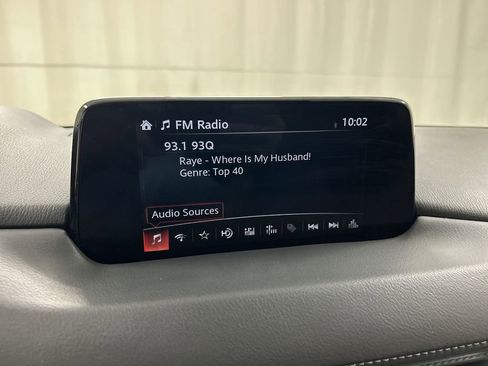 FM Radio 10:02
93.1 93Q
Raye - Where Is My Husband!
Genre: Top 40
Audio Sources